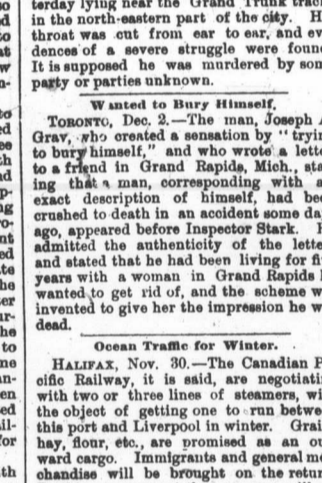 terday lying near the Grand Trunk track
in the north-eastern part of the city. H
throat was cut from ear to ear, and ev
dences of a severe struggle were foun
It is supposed he was murdered by som
party or parties unknown.
Wanted to Bury Himself.
TORONTO, Dec. 2.—The man, Joseph A
Gray, who created a sensation by "tryin
to bury himself," and who wrote a lette
to a friend in Grand Rapids, Mich., sta
ing that a man, corresponding with a
exact description of himself, had bee
crushed to death in an accident some da
ago, appeared before Inspector Stark. H
admitted the authenticity of the lette
and stated that he had been living for fi
years with a woman in Grand Rapids h
wanted to get rid of, and the scheme w
invented to give her the impression he w
dead.
Ocean Traffic for Winter.
HALIFAX, Nov. 30.—The Canadian P
cific Railway, it is said, are negotiati
with two or three lines of steamers, wi
the object of getting one to run betwe
this port and Liverpool in winter. Grai
hay, flour, etc., are promised as an ou
ward cargo. Immigrants and general me
chandise will be brought on the retur